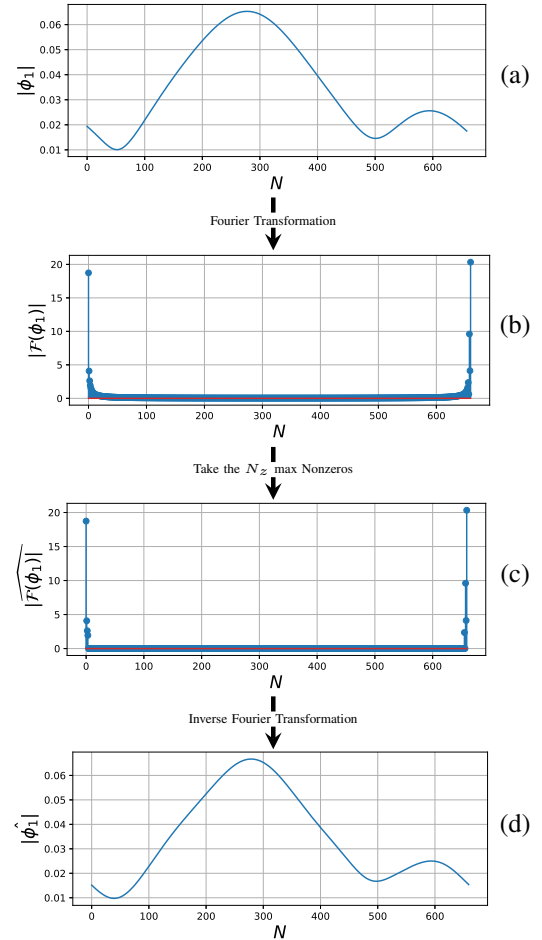 0.06
0.05
0.04
0.03
0.02
0.01
|ϕ₁|
0 100 200 300 400 500 600
N
(a)
Fourier Transformation
20
15
10
5
0
|ℱ(ϕ₁)|
0 100 200 300 400 500 600
N
(b)
Take the N_z max Nonzeros
20
15
10
5
0
|ℱ(ϕ₁)|
0 100 200 300 400 500 600
N
(c)
Inverse Fourier Transformation
0.06
0.05
0.04
0.03
0.02
0.01
|ϕ̂₁|
0 100 200 300 400 500 600
N
(d)